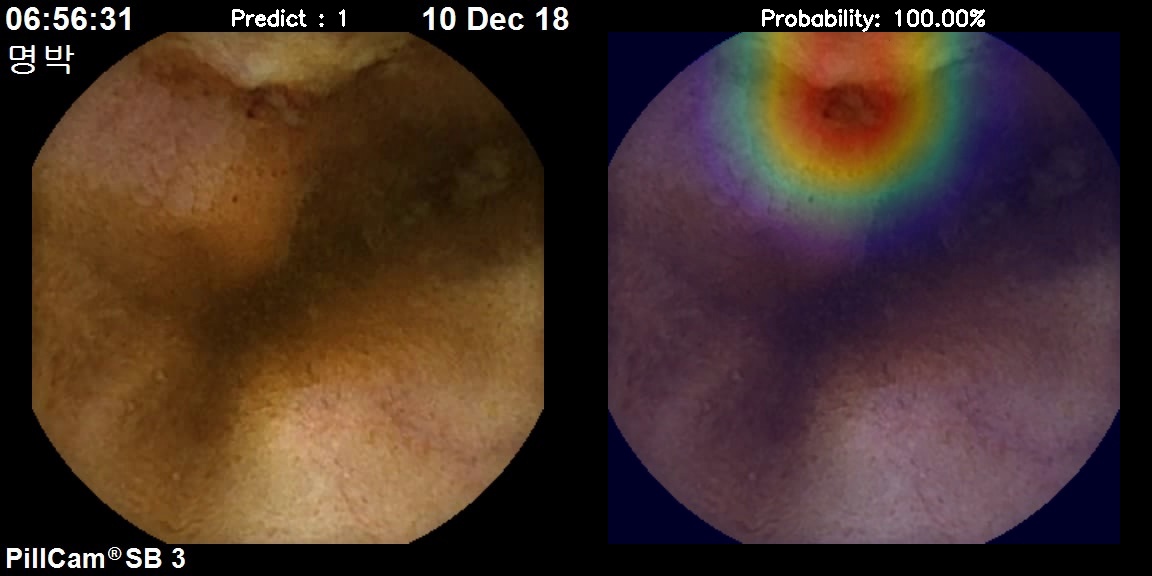 06:56:31 Predict : 1 10 Dec 18 Probability: 100.00%
명박
PillCam® SB 3